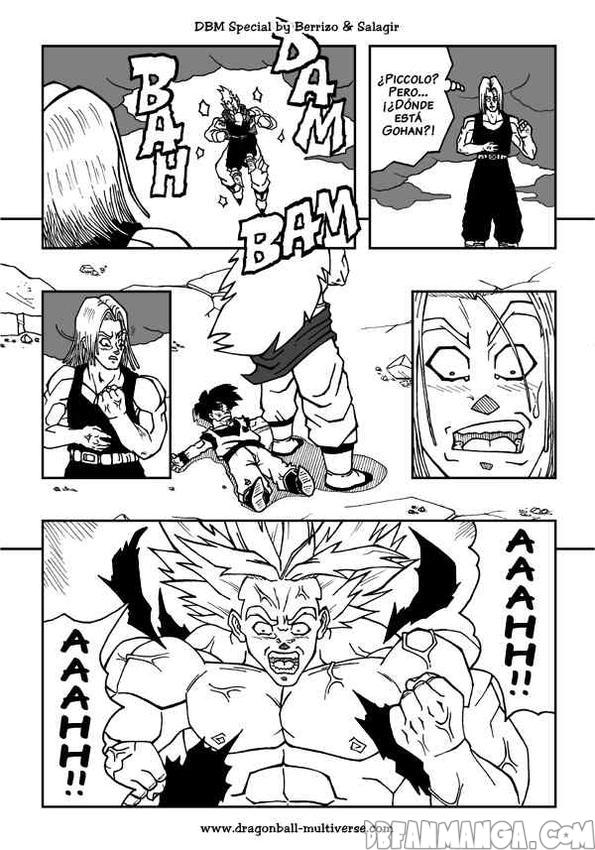 DBM Special by Berrizo & Salagir
BAH
DAM
BAM
¿PICCOLO?
PERO...
¡¿DÓNDE
ESTÁ
GOHAN?!
AAAHH!!
AAAHH!!
www.dragonball-multiverse.com
DBFANMANGA.COM